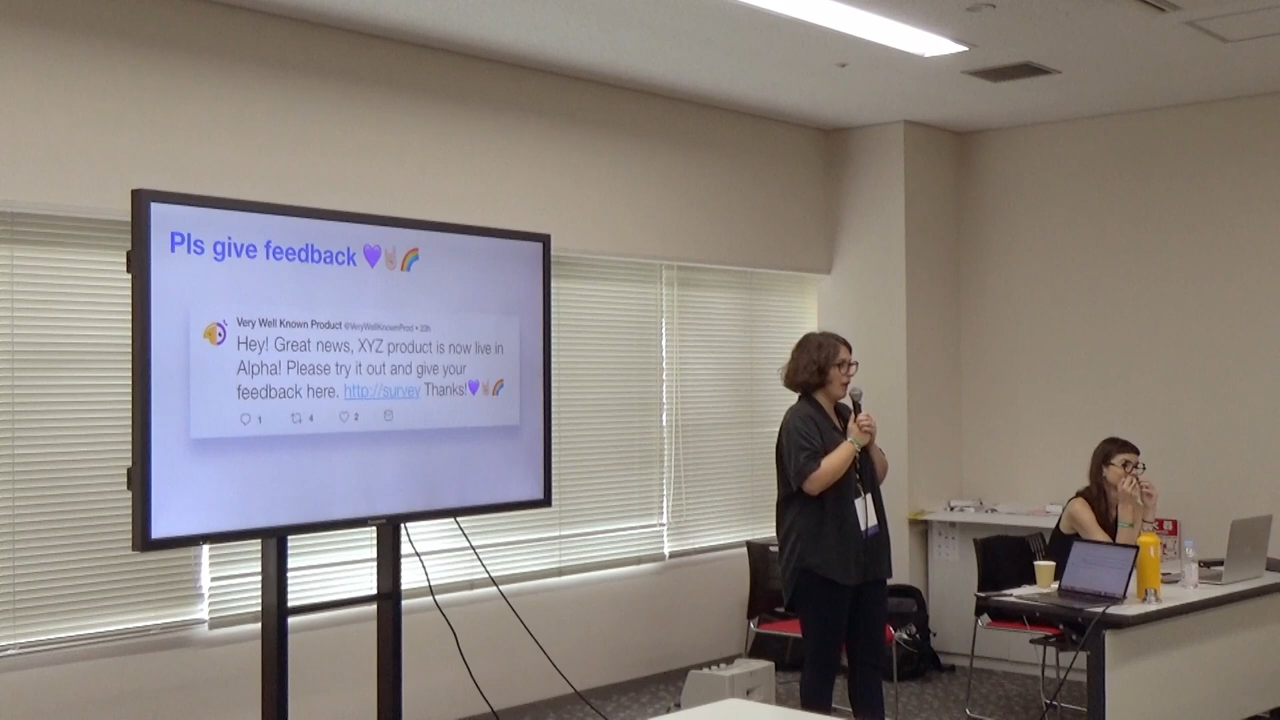 Pls give feedback 💜🤘🏻🌈
Very Well Known Product @VeryWellKnownProd • 23h
Hey! Great news, XYZ product is now live in
Alpha! Please try it out and give your
feedback here. http://survey Thanks!💜🤘🏻🌈
1 4 2
Panasonic